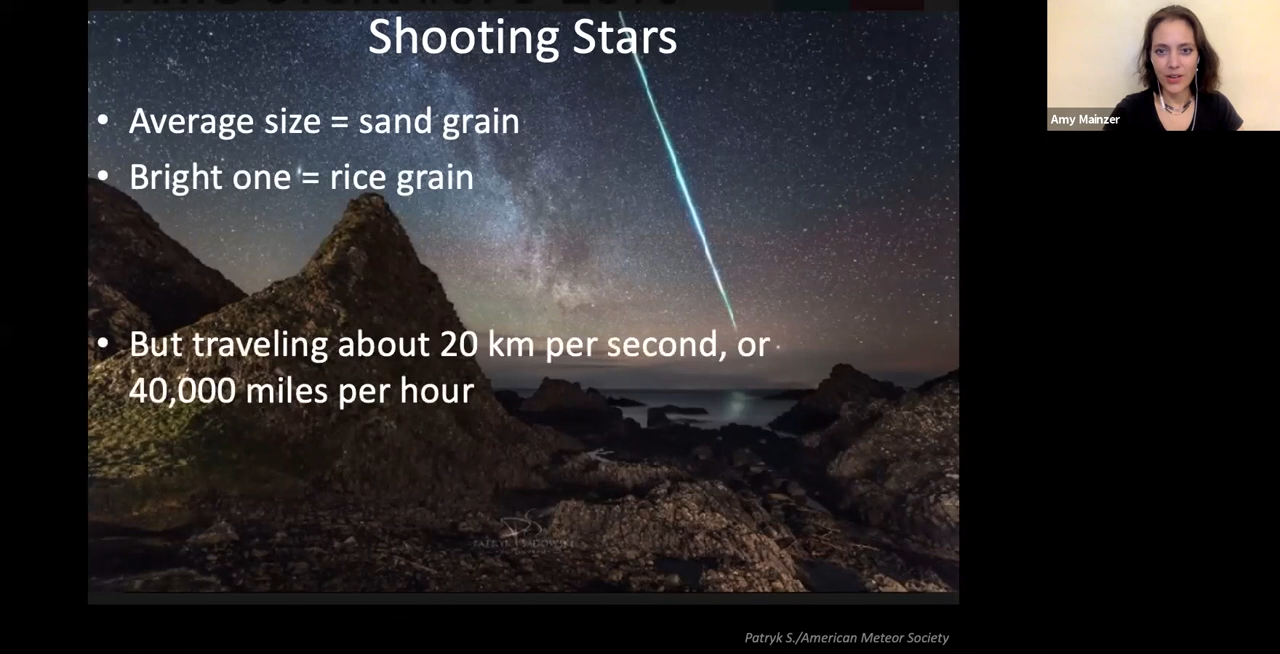 Shooting Stars
• Average size = sand grain
• Bright one = rice grain
• But traveling about 20 km per second, or
40,000 miles per hour
Patryk S./American Meteor Society
Amy Mainzer